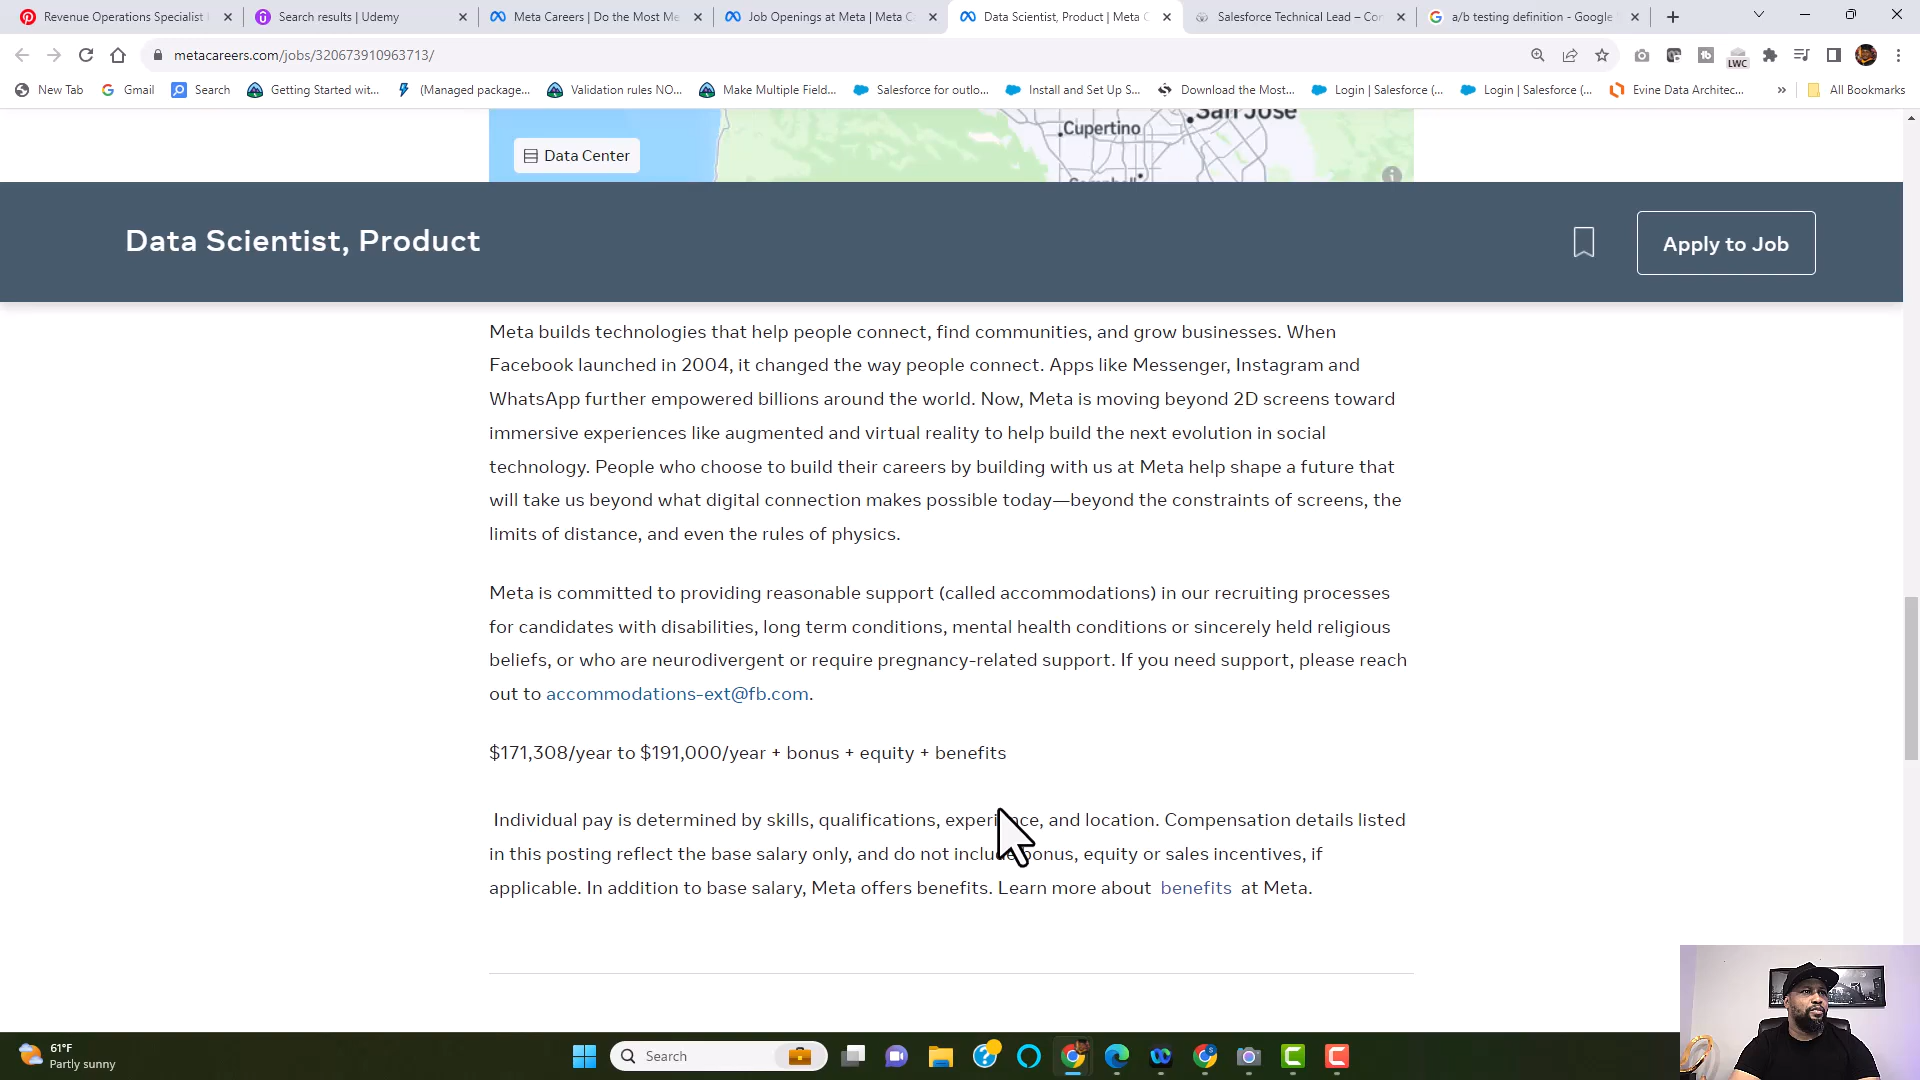 Revenue Operations Specialist
Search results | Udemy
Meta Careers | Do the Most Me
Job Openings at Meta | Meta C
Data Scientist, Product | Meta C
Salesforce Technical Lead – Cor
a/b testing definition - Google
metacareers.com/jobs/320673910963713/
LWC
New Tab
Gmail
Search
Getting Started wit...
(Managed package...
Validation rules NO...
Make Multiple Field...
Salesforce for outlo...
Install and Set Up S...
Download the Most...
Login | Salesforce (...
Login | Salesforce (...
Evine Data Architec...
»
All Bookmarks
San Jose
Cupertino
Data Center
Campbell
Data Scientist, Product
Apply to Job
Meta builds technologies that help people connect, find communities, and grow businesses. When
Facebook launched in 2004, it changed the way people connect. Apps like Messenger, Instagram and
WhatsApp further empowered billions around the world. Now, Meta is moving beyond 2D screens toward
immersive experiences like augmented and virtual reality to help build the next evolution in social
technology. People who choose to build their careers by building with us at Meta help shape a future that
will take us beyond what digital connection makes possible today—beyond the constraints of screens, the
limits of distance, and even the rules of physics.
Meta is committed to providing reasonable support (called accommodations) in our recruiting processes
for candidates with disabilities, long term conditions, mental health conditions or sincerely held religious
beliefs, or who are neurodivergent or require pregnancy-related support. If you need support, please reach
out to accommodations-ext@fb.com.
$171,308/year to $191,000/year + bonus + equity + benefits
Individual pay is determined by skills, qualifications, experience, and location. Compensation details listed
in this posting reflect the base salary only, and do not include bonus, equity or sales incentives, if
applicable. In addition to base salary, Meta offers benefits. Learn more about benefits at Meta.
61°F
Partly sunny
Search